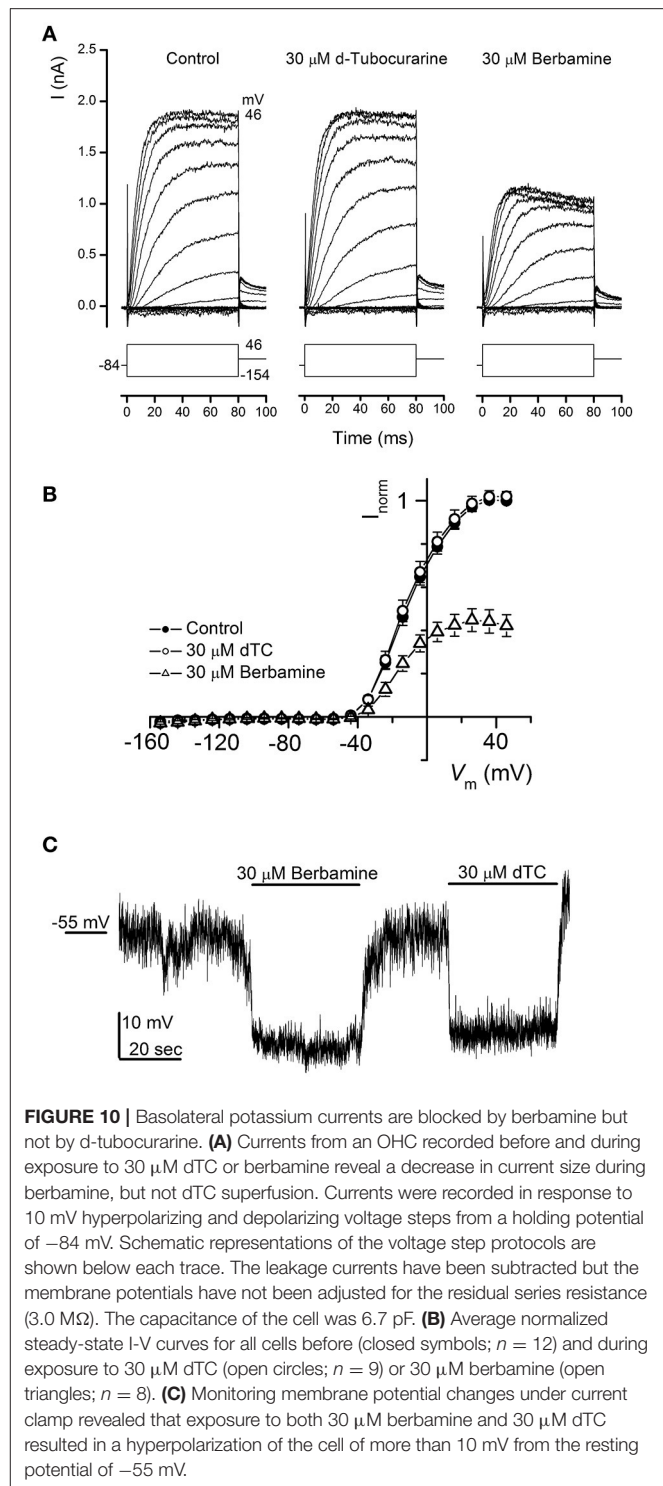 A
Control
30 μM d-Tubocurarine
30 μM Berbamine
I (nA)
2.5
2.0
1.5
1.0
0.5
0.0
mV
46
-84
46
-154
0 20 40 60 80 100
0 20 40 60 80 100
0 20 40 60 80 100
Time (ms)
B
I norm
1
Control
30 μM dTC
30 μM Berbamine
-160 -120 -80 -40 40
Vm (mV)
C
30 μM Berbamine
30 μM dTC
-55 mV
10 mV
20 sec
FIGURE 10 | Basolateral potassium currents are blocked by berbamine but
not by d-tubocurarine. (A) Currents from an OHC recorded before and during
exposure to 30 μM dTC or berbamine reveal a decrease in current size during
berbamine, but not dTC superfusion. Currents were recorded in response to
10 mV hyperpolarizing and depolarizing voltage steps from a holding potential
of −84 mV. Schematic representations of the voltage step protocols are
shown below each trace. The leakage currents have been subtracted but the
membrane potentials have not been adjusted for the residual series resistance
(3.0 MΩ). The capacitance of the cell was 6.7 pF. (B) Average normalized
steady-state I-V curves for all cells before (closed symbols; n = 12) and during
exposure to 30 μM dTC (open circles; n = 9) or 30 μM berbamine (open
triangles; n = 8). (C) Monitoring membrane potential changes under current
clamp revealed that exposure to both 30 μM berbamine and 30 μM dTC
resulted in a hyperpolarization of the cell of more than 10 mV from the resting
potential of −55 mV.